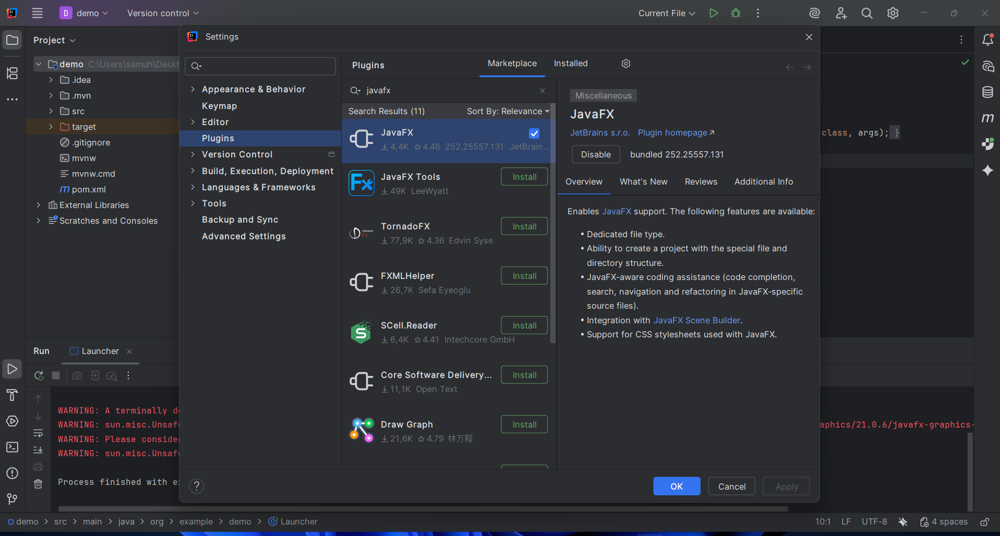 demo
Version control
Current File
Project
demo C:\Users\samuh\Deskt
.idea
.mvn
src
target
.gitignore
mvnw
mvnw.cmd
pom.xml
External Libraries
Scratches and Consoles
Settings
Appearance & Behavior
Keymap
Editor
Plugins
Version Control
Build, Execution, Deployment
Languages & Frameworks
Tools
Backup and Sync
Advanced Settings
Plugins
Marketplace
Installed
javafx
Search Results (11)
Sort By: Relevance
JavaFX
4,4K 4.46 252.25557.131 JetBrain...
JavaFX Tools
Install
49K LeeWyatt
TornadoFX
Install
77,9K 4.36 Edvin Syse
FXMLHelper
Install
26,7K Sefa Eyeoglu
SCell.Reader
Install
6,4K 4.41 Intechcore GmbH
Core Software Delivery...
Install
11,1K Open Text
Draw Graph
Install
21,6K 4.79 林万程
Miscellaneous
JavaFX
JetBrains s.r.o. Plugin homepage
Disable
bundled 252.25557.131
Overview
What's New
Reviews
Additional Info
Enables JavaFX support. The following features are available:
• Dedicated file type.
• Ability to create a project with the special file and
directory structure.
• JavaFX-aware coding assistance (code completion,
search, navigation and refactoring in JavaFX-specific
source files).
• Integration with JavaFX Scene Builder.
• Support for CSS stylesheets used with JavaFX.
OK
Cancel
Apply
class, args); }
Run
Launcher
WARNING: A terminally d
WARNING: sun.misc.Unsaf
aphics/21.0.6/javafx-graphics-
WARNING: Please conside
WARNING: sun.misc.Unsaf
Process finished with e
demo > src > main > java > org > example > demo > Launcher
10:1 LF UTF-8 4 spaces